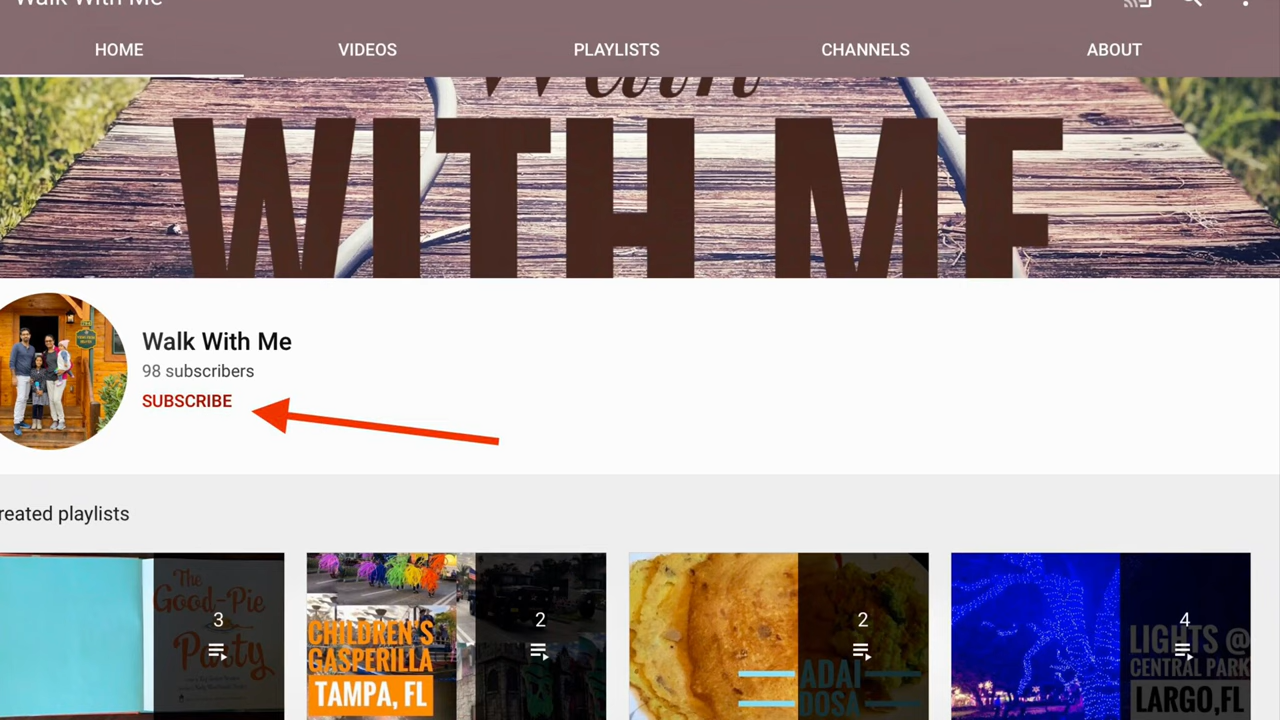 Walk With Me
HOME VIDEOS PLAYLISTS CHANNELS ABOUT
Walk
WITH ME
Walk With Me
98 subscribers
SUBSCRIBE
reated playlists
The
Good-Pie
Party
3
CHILDREN'S
GASPERILLA
TAMPA, FL
2
ADAI
DOSA
2
LIGHTS @
CENTRAL PARK
LARGO,FL
4